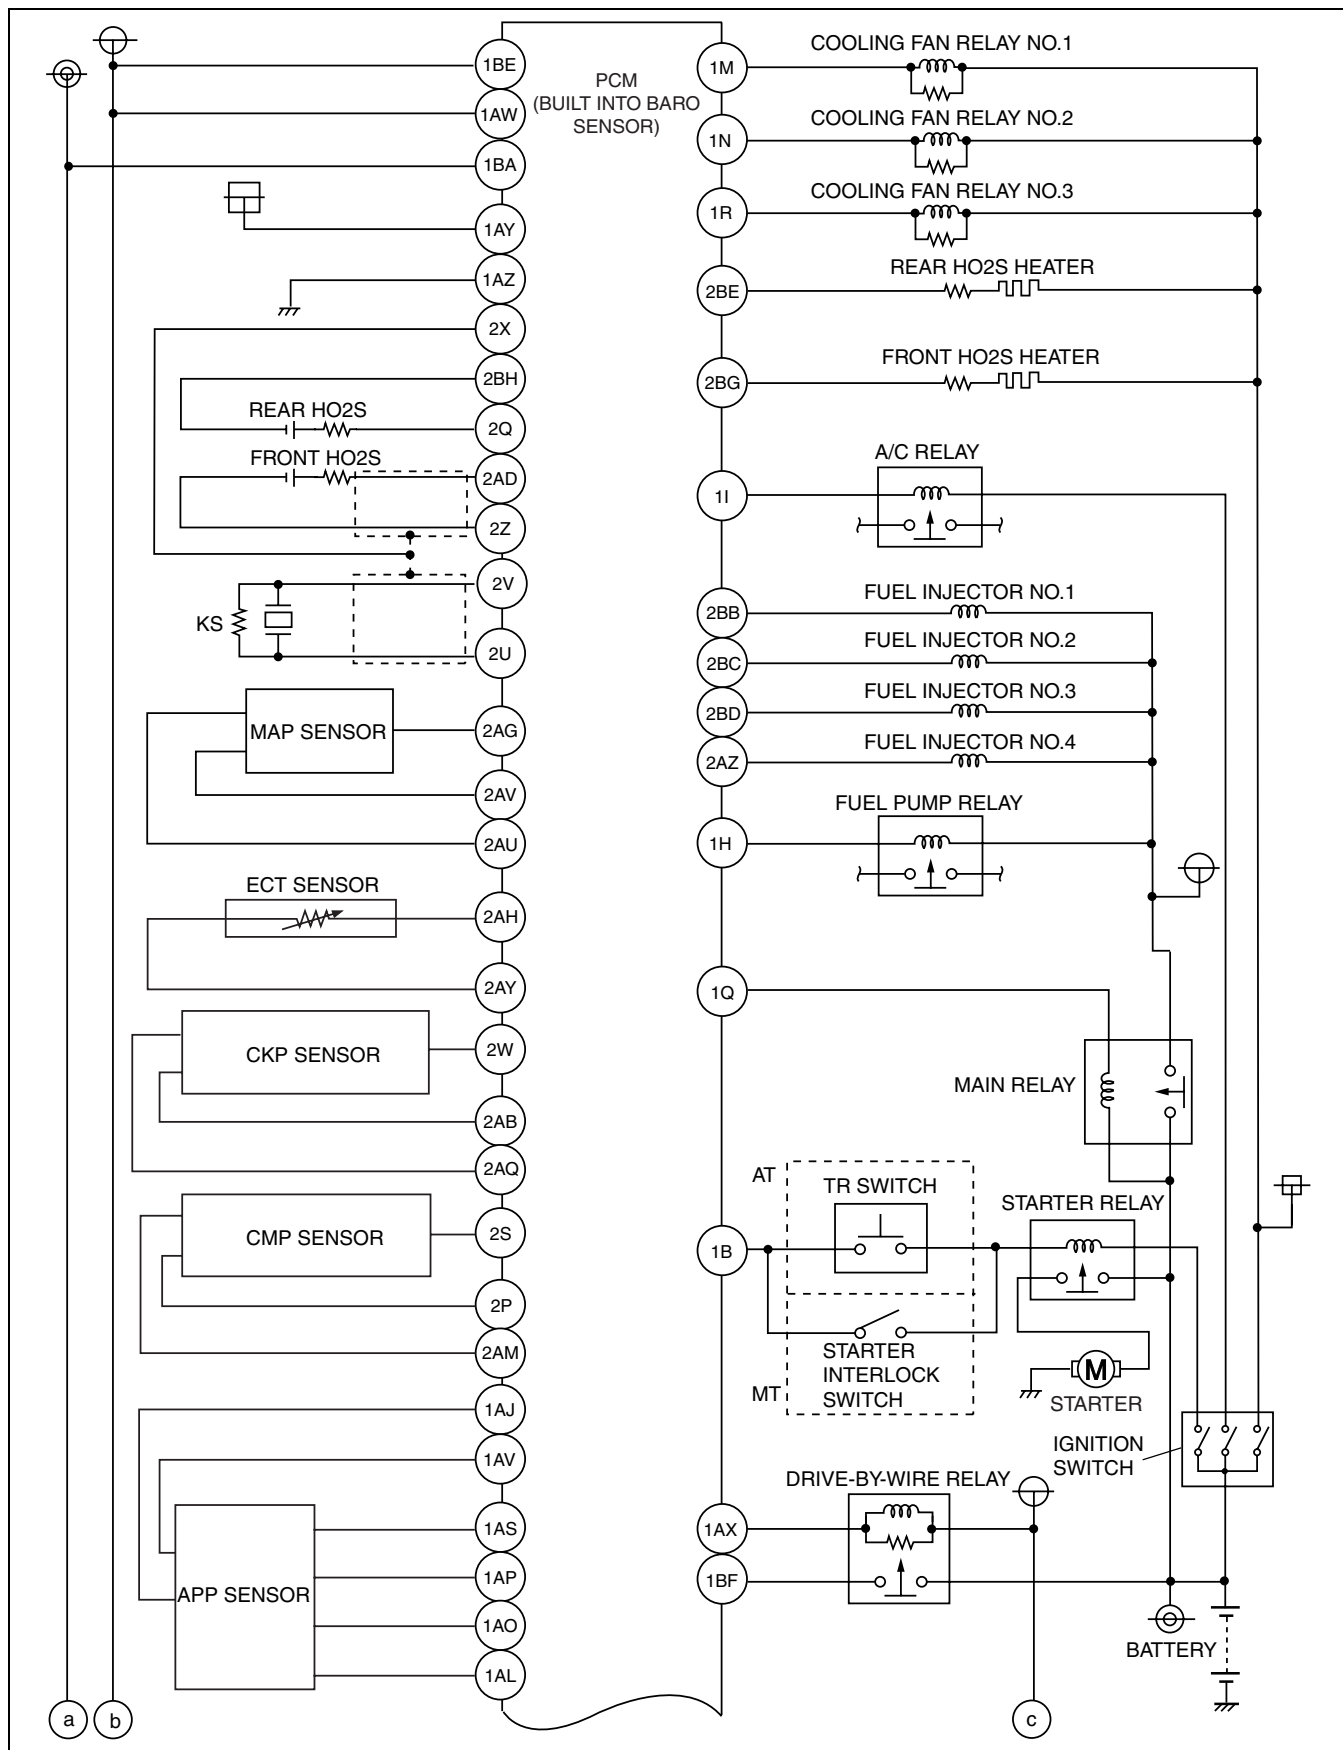 1BE
1AW
1BA
1AY
1AZ
2X
2BH
REAR HO2S
2Q
FRONT HO2S
2AD
2Z
2V
KS
2U
MAP SENSOR
2AG
2AV
2AU
ECT SENSOR
2AH
2AY
CKP SENSOR
2W
2AB
2AQ
CMP SENSOR
2S
2P
2AM
1AJ
1AV
1AS
APP SENSOR
1AP
1AO
1AL
a
b
PCM
(BUILT INTO BARO
SENSOR)
COOLING FAN RELAY NO.1
1M
COOLING FAN RELAY NO.2
1N
COOLING FAN RELAY NO.3
1R
REAR HO2S HEATER
2BE
FRONT HO2S HEATER
2BG
A/C RELAY
1I
FUEL INJECTOR NO.1
2BB
FUEL INJECTOR NO.2
2BC
FUEL INJECTOR NO.3
2BD
FUEL INJECTOR NO.4
2AZ
FUEL PUMP RELAY
1H
1Q
MAIN RELAY
AT
TR SWITCH
STARTER RELAY
1B
STARTER
INTERLOCK
SWITCH
MT
M
STARTER
IGNITION
SWITCH
DRIVE-BY-WIRE RELAY
1AX
1BF
BATTERY
c